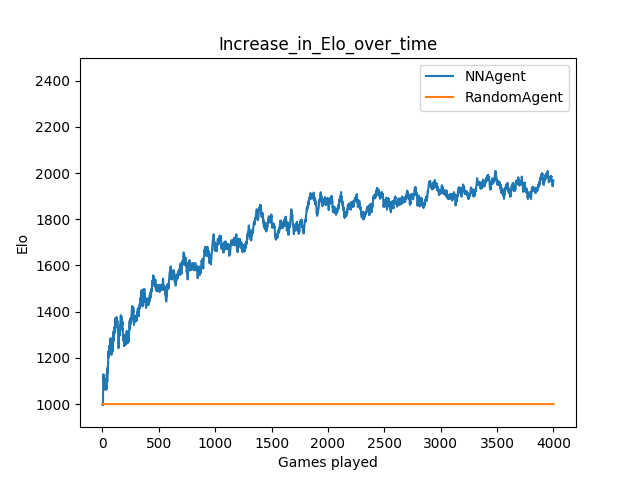 Increase_in_Elo_over_time
NNAgent
RandomAgent
2400
2200
2000
1800
1600
1400
1200
1000
Elo
0 500 1000 1500 2000 2500 3000 3500 4000
Games played